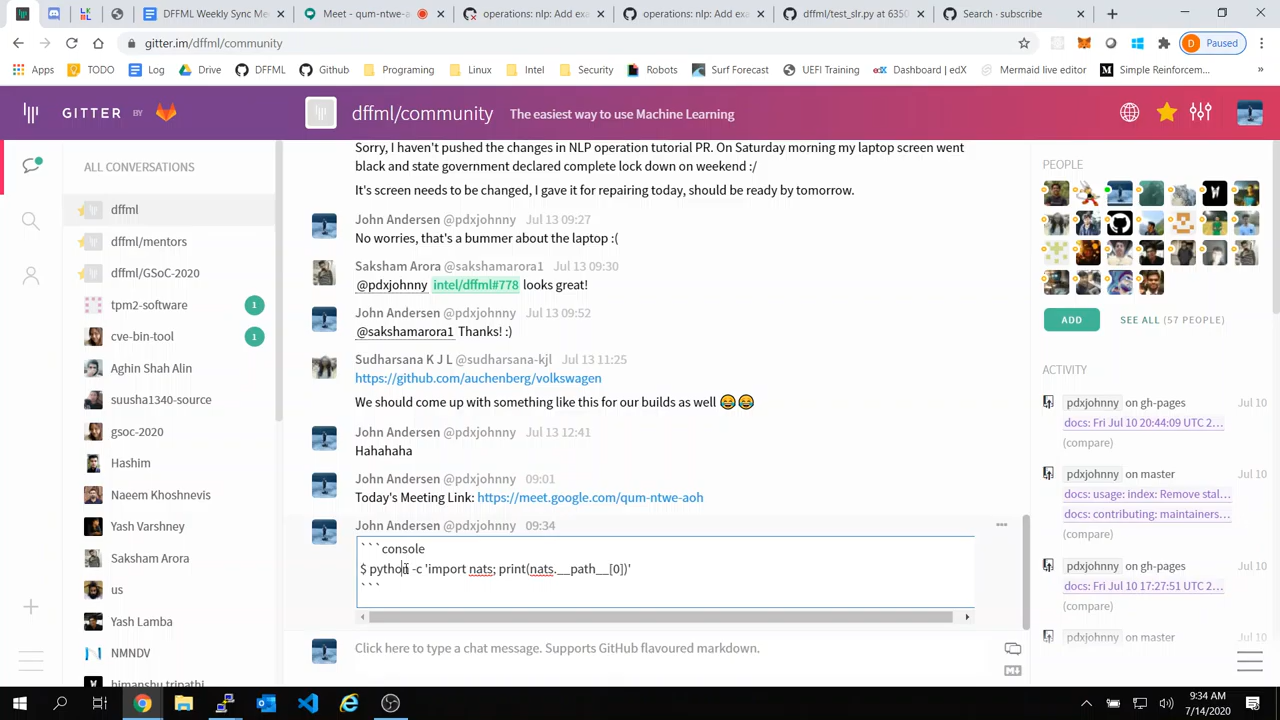 DFFML Weekly Sync Me
Meet - qum-ntwe-a
operations: nlp: Add exa
operations: nlp: Add exa
dffml/test_slr.py at 6350
Search · subscribe
gitter.im/dffml/community
D
Paused
Apps
TODO
Log
Drive
DFFML
Github
Programing
Linux
Intel
Security
Robots
Surf Forecast
UEFI Training
edX
Dashboard | edX
Mermaid live editor
M
Simple Reinforcem...
»
GITTER BY
dffml/community
The easiest way to use Machine Learning
ALL CONVERSATIONS
dffml
dffml/mentors
dffml/GSoC-2020
tpm2-software
1
cve-bin-tool
1
Aghin Shah Alin
suusha1340-source
gsoc-2020
Hashim
Naeem Khoshnevis
Yash Varshney
Saksham Arora
us
Yash Lamba
NMNDV
himanshu tripathi
Sorry, I haven't pushed the changes in NLP operation tutorial PR. On Saturday morning my laptop screen went
black and state government declared complete lock down on weekend :/
It's screen needs to be changed, I gave it for repairing today, should be ready by tomorrow.
John Andersen @pdxjohnny Jul 13 09:27
No worries, that's a bummer about the laptop :(
Saksham Arora @sakshamarora1 Jul 13 09:30
@pdxjohnny intel/dffml#778 looks great!
John Andersen @pdxjohnny Jul 13 09:52
@sakshamarora1 Thanks! :)
Sudharsana K J L @sudharsana-kjl Jul 13 11:25
https://github.com/auchenberg/volkswagen
We should come up with something like this for our builds as well 😂😂
John Andersen @pdxjohnny Jul 13 12:41
Hahahaha
John Andersen @pdxjohnny 09:01
Today's Meeting Link: https://meet.google.com/qum-ntwe-aoh
John Andersen @pdxjohnny 09:34
```console
$ python -c 'import nats; print(nats.__path__[0])'
```
Click here to type a chat message. Supports GitHub flavoured markdown.
PEOPLE
ADD
SEE ALL (57 PEOPLE)
ACTIVITY
pdxjohnny on gh-pages Jul 10
docs: Fri Jul 10 20:44:09 UTC 2...
(compare)
pdxjohnny on master Jul 10
docs: usage: index: Remove stal...
docs: contributing: maintainers...
(compare)
pdxjohnny on gh-pages Jul 10
docs: Fri Jul 10 17:27:51 UTC 2...
(compare)
pdxjohnny on master Jul 10
9:34 AM
7/14/2020